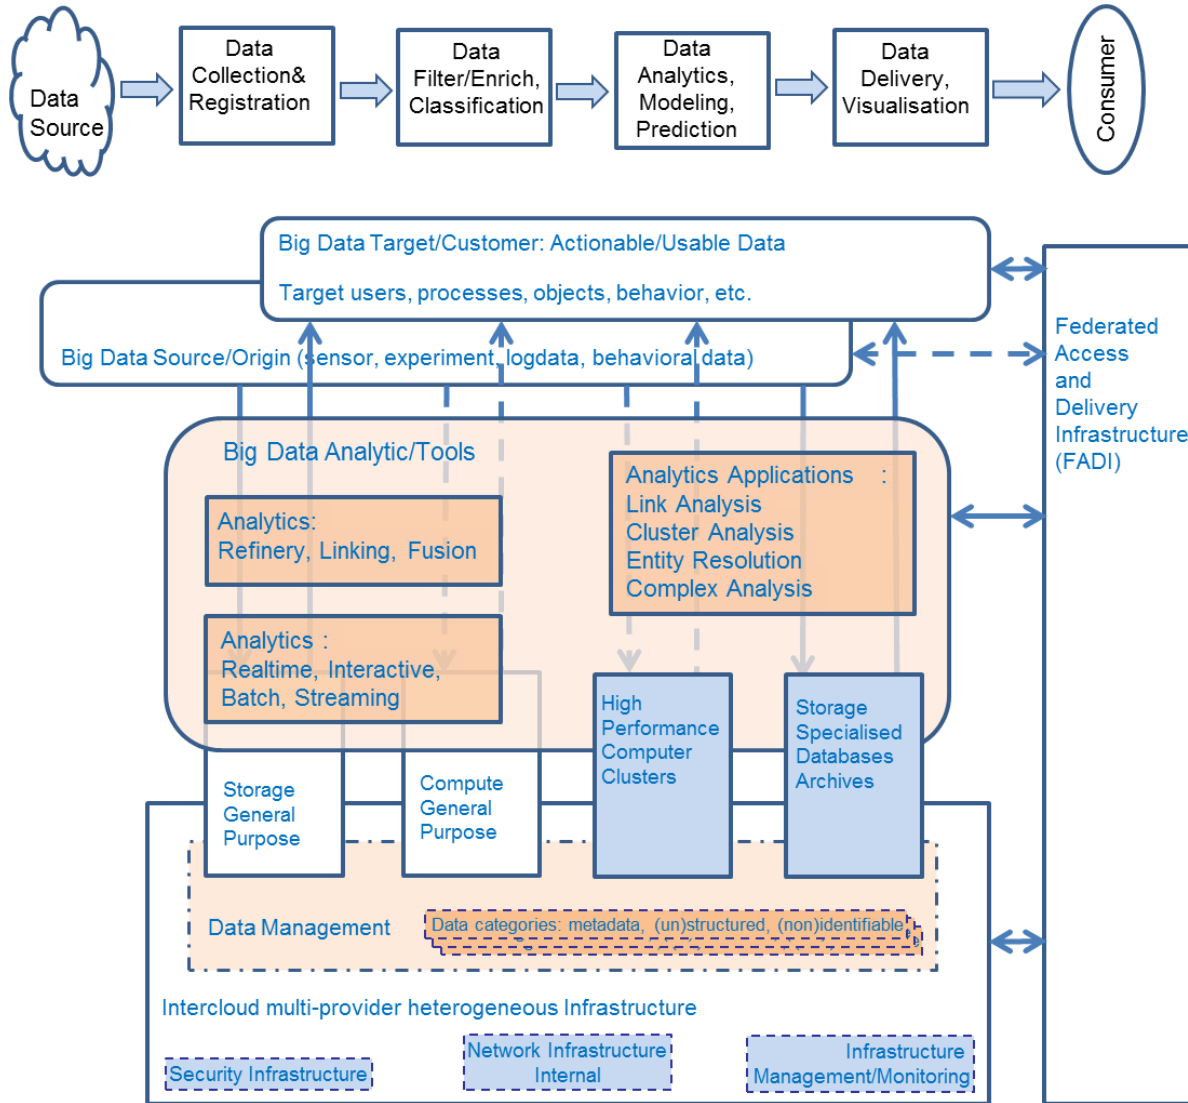 Data
Source
Data
Collection&
Registration
Data
Filter/Enrich,
Classification
Data
Analytics,
Modeling,
Prediction
Data
Delivery,
Visualisation
Consumer
Big Data Target/Customer: Actionable/Usable Data
Target users, processes, objects, behavior, etc.
Big Data Source/Origin (sensor, experiment, logdata, behavioral data)
Federated
Access
and
Delivery
Infrastructure
(FADI)
Big Data Analytic/Tools
Analytics:
Refinery, Linking, Fusion
Analytics Applications :
Link Analysis
Cluster Analysis
Entity Resolution
Complex Analysis
Analytics :
Realtime, Interactive,
Batch, Streaming
Storage
General
Purpose
Compute
General
Purpose
High
Performance
Computer
Clusters
Storage
Specialised
Databases
Archives
Data Management
Data categories: metadata, (un)structured, (non)identifiable
Intercloud multi-provider heterogeneous Infrastructure
Security Infrastructure
Network Infrastructure
Internal
Infrastructure
Management/Monitoring